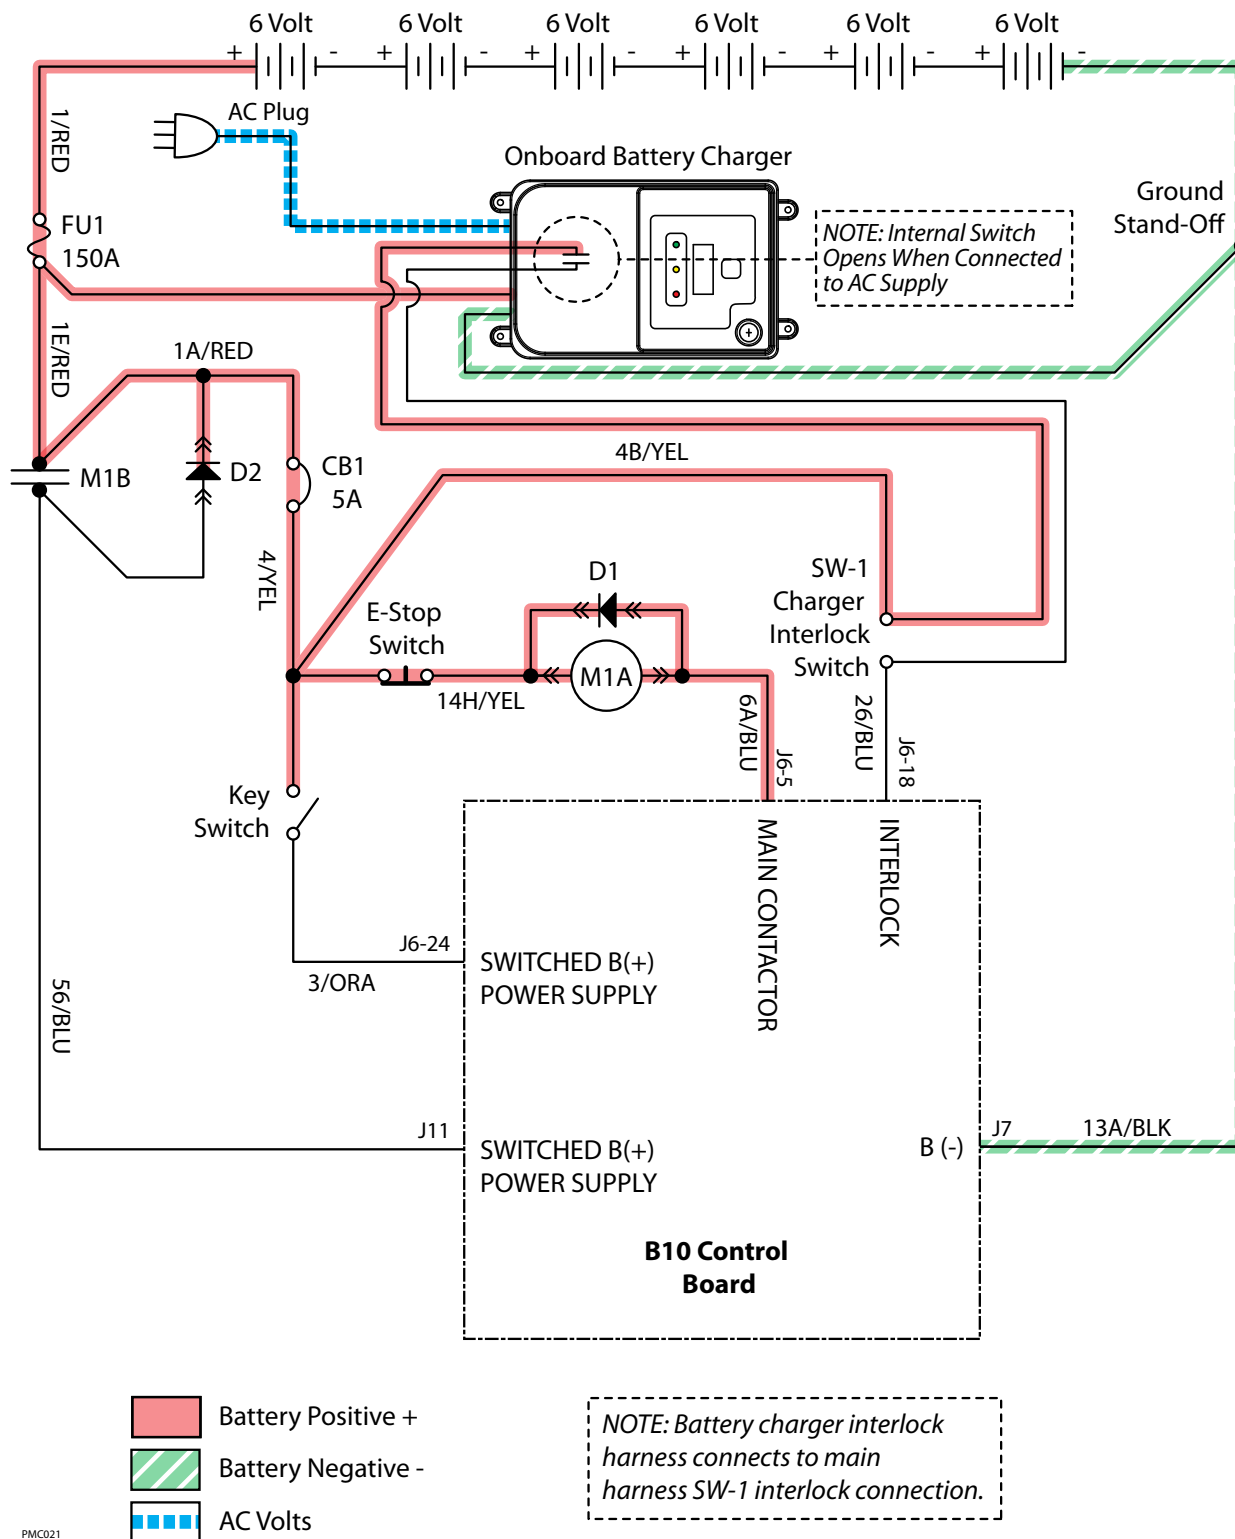 6 Volt 6 Volt 6 Volt 6 Volt 6 Volt 6 Volt
+ - + - + - + - + - + -
AC Plug
1/RED
Onboard Battery Charger
Ground
Stand-Off
FU1
150A
NOTE: Internal Switch
Opens When Connected
to AC Supply
1E/RED
1A/RED
M1B
D2
CB1
5A
4B/YEL
4/YEL
D1
SW-1
Charger
Interlock
Switch
E-Stop
Switch
M1A
14H/YEL
6A/BLU
J6-5
26/BLU
J6-18
Key
Switch
MAIN CONTACTOR
INTERLOCK
J6-24
3/ORA
SWITCHED B(+)
POWER SUPPLY
56/BLU
J11
SWITCHED B(+)
POWER SUPPLY
B (-)
J7
13A/BLK
B10 Control
Board
Battery Positive +
Battery Negative -
AC Volts
NOTE: Battery charger interlock
harness connects to main
harness SW-1 interlock connection.
PMC021